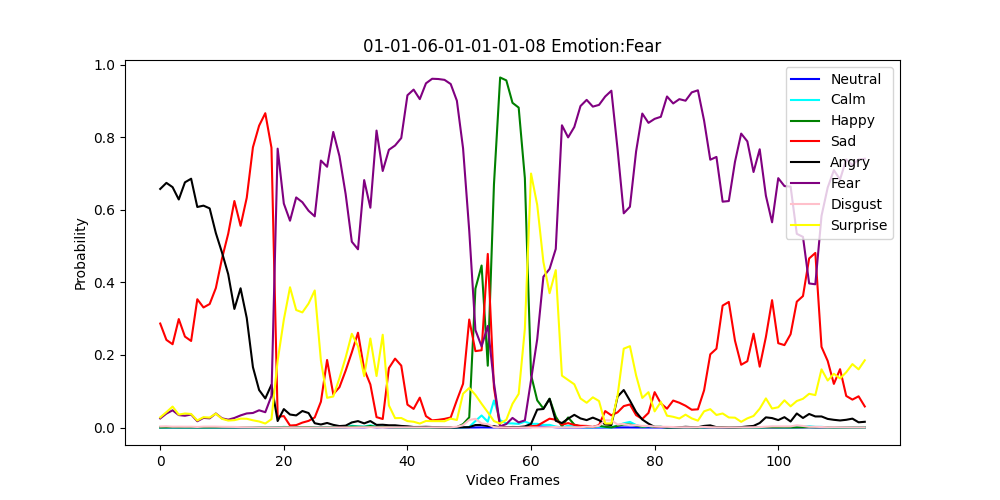 01-01-06-01-01-01-08 Emotion:Fear
1.0
0.8
0.6
0.4
0.2
0.0
Probability
0 20 40 60 80 100
Video Frames
Neutral
Calm
Happy
Sad
Angry
Fear
Disgust
Surprise